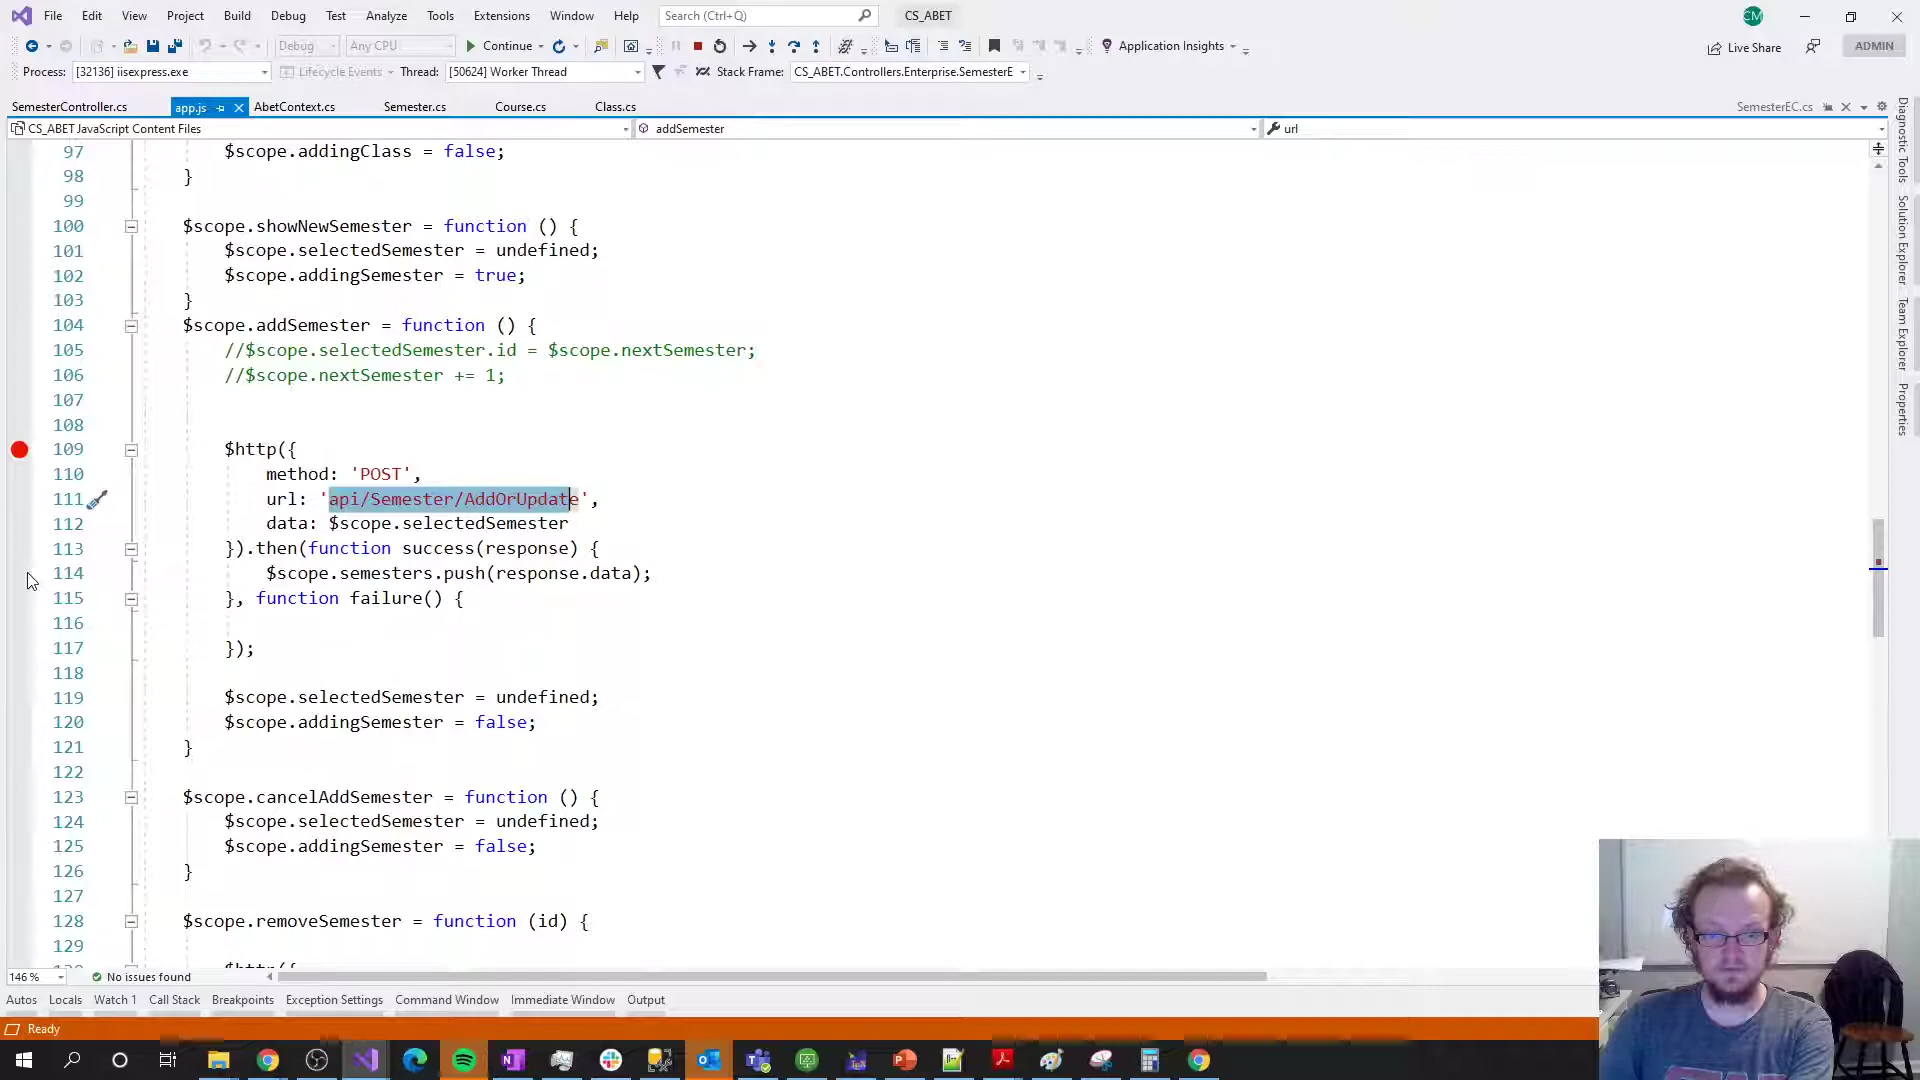 File Edit View Project Build Debug Test Analyze Tools Extensions Window Help Search (Ctrl+Q) CS_ABET CM
Debug Any CPU Continue Application Insights Live Share ADMIN
Process: [32136] iisexpress.exe Lifecycle Events Thread: [50624] Worker Thread Stack Frame: CS_ABET.Controllers.Enterprise.SemesterE
SemesterController.cs app.js AbetContext.cs Semester.cs Course.cs Class.cs SemesterEC.cs
CS_ABET JavaScript Content Files addSemester url
97 $scope.addingClass = false;
98 }
99
100 $scope.showNewSemester = function () {
101 $scope.selectedSemester = undefined;
102 $scope.addingSemester = true;
103 }
104 $scope.addSemester = function () {
105 //$scope.selectedSemester.id = $scope.nextSemester;
106 //$scope.nextSemester += 1;
107
108
109 $http({
110 method: 'POST',
111 url: 'api/Semester/AddOrUpdate',
112 data: $scope.selectedSemester
113 }).then(function success(response) {
114 $scope.semesters.push(response.data);
115 }, function failure() {
116
117 });
118
119 $scope.selectedSemester = undefined;
120 $scope.addingSemester = false;
121 }
122
123 $scope.cancelAddSemester = function () {
124 $scope.selectedSemester = undefined;
125 $scope.addingSemester = false;
126 }
127
128 $scope.removeSemester = function (id) {
129
$http({
Diagnostic Tools
Solution Explorer
Team Explorer
Properties
146 % No issues found
Autos Locals Watch 1 Call Stack Breakpoints Exception Settings Command Window Immediate Window Output
Ready